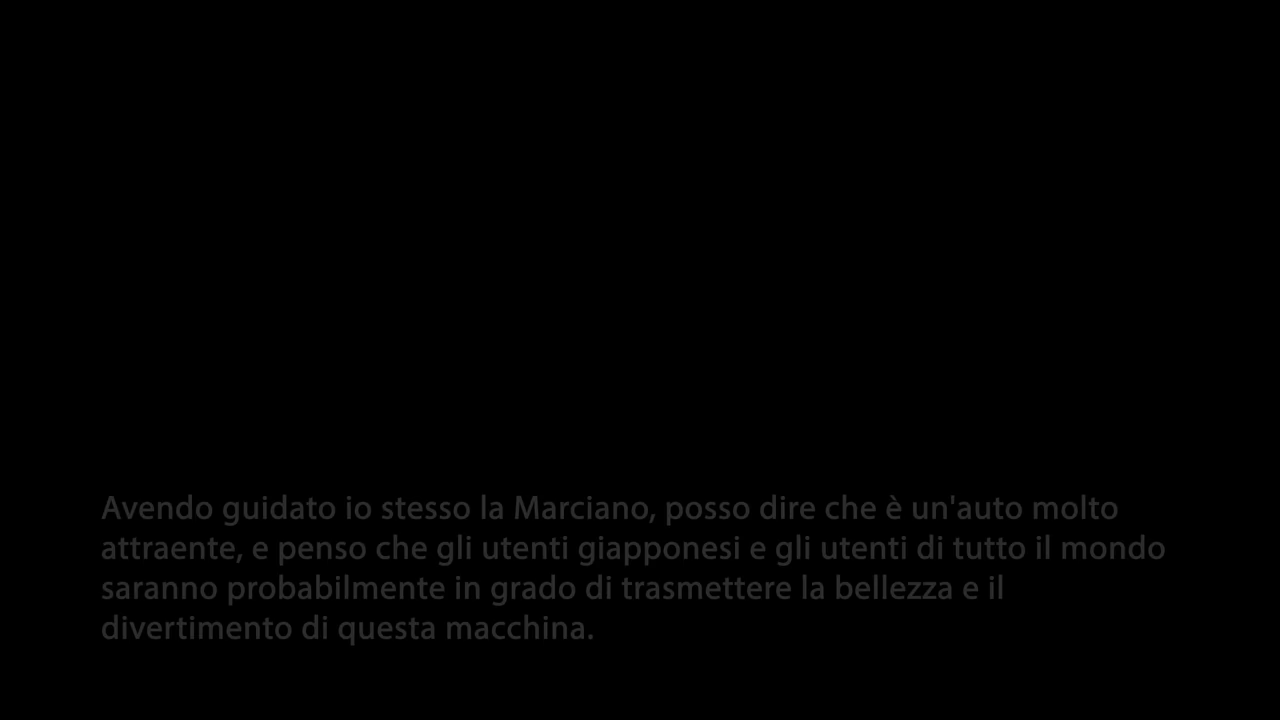 Avendo guidato io stesso la Marciano, posso dire che è un'auto molto
attraente, e penso che gli utenti giapponesi e gli utenti di tutto il mondo
saranno probabilmente in grado di trasmettere la bellezza e il
divertimento di questa macchina.